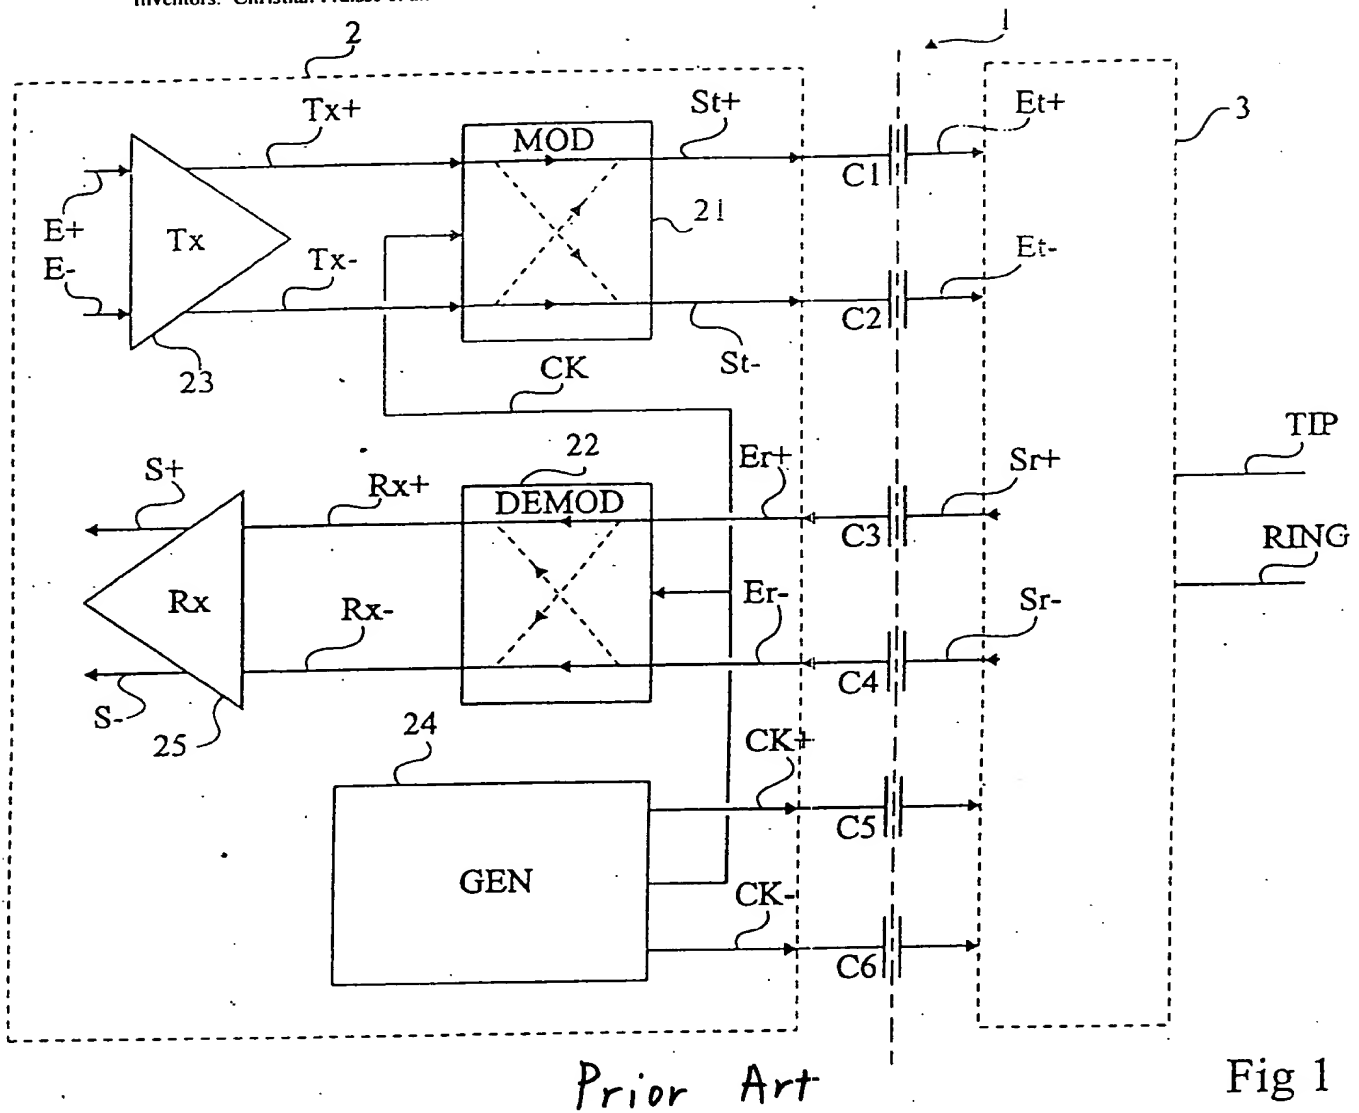 Inventors: Christian
2
1
Tx+
St+
Et+
3
MOD
C1
E+
Tx
21
E-
Tx-
Et-
C2
23
CK
St-
22
Er+
Sr+
TIP
S+
Rx+
DEMOD
C3
RING
Rx
Rx-
Er-
Sr-
C4
S-
25
24
CK+
C5
GEN
CK-
C6
Prior Art
Fig 1